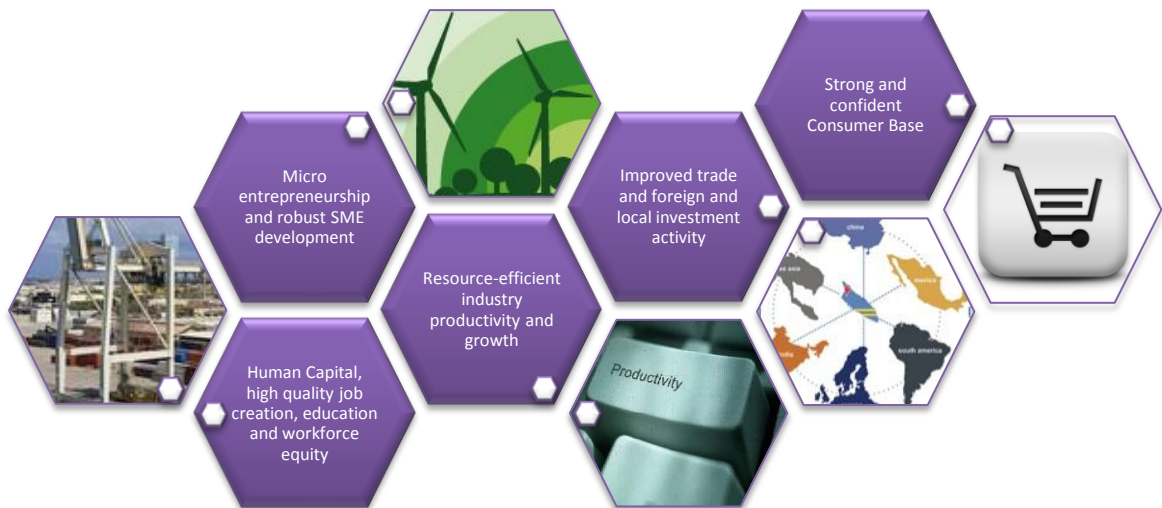 Strong and
confident
Consumer Base
Micro
entrepreneurship
and robust SME
development
Improved trade
and foreign and
local investment
activity
Resource-efficient
industry
productivity and
growth
Human Capital,
high quality job
creation, education
and workforce
equity
Productivity
china
asia
mexico
south america